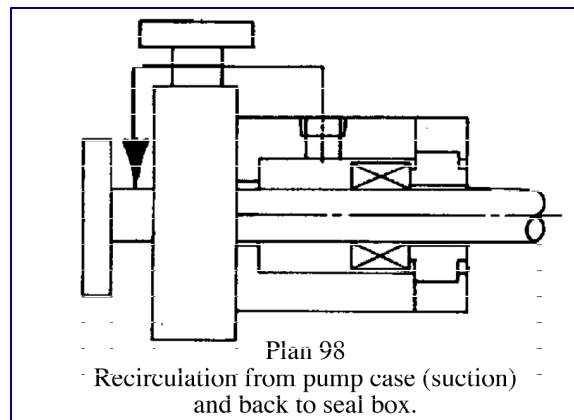 Plan 98
Recirculation from pump case (suction)
and back to seal box.